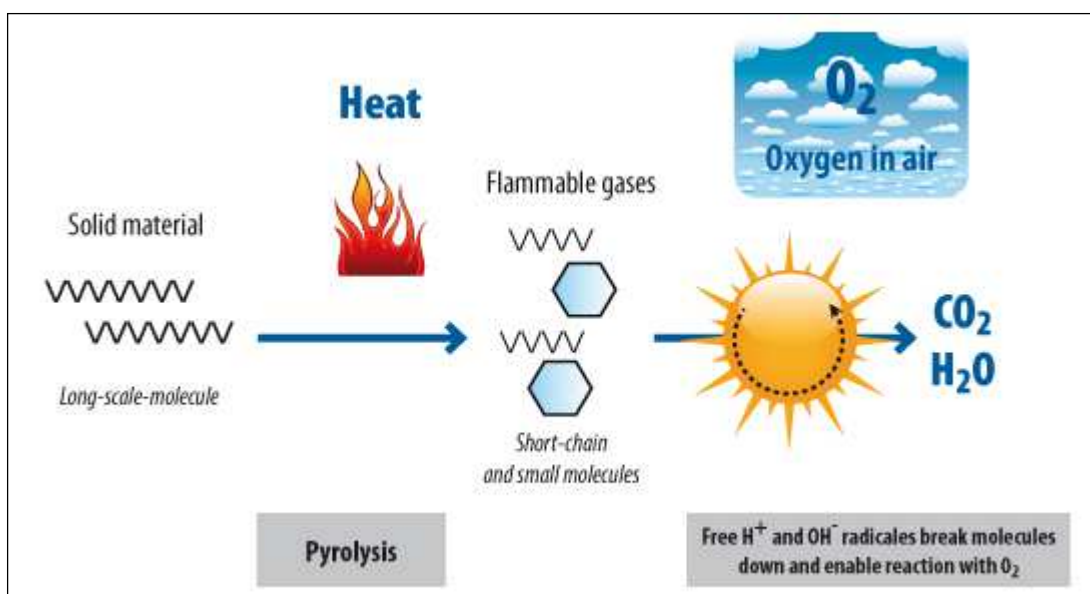 Heat
O₂
Oxygen in air
Solid material
Flammable gases
Long-scale-molecule
Short-chain
and small molecules
CO₂
H₂O
Pyrolysis
Free H⁺ and OH⁻ radicales break molecules
down and enable reaction with 0₂